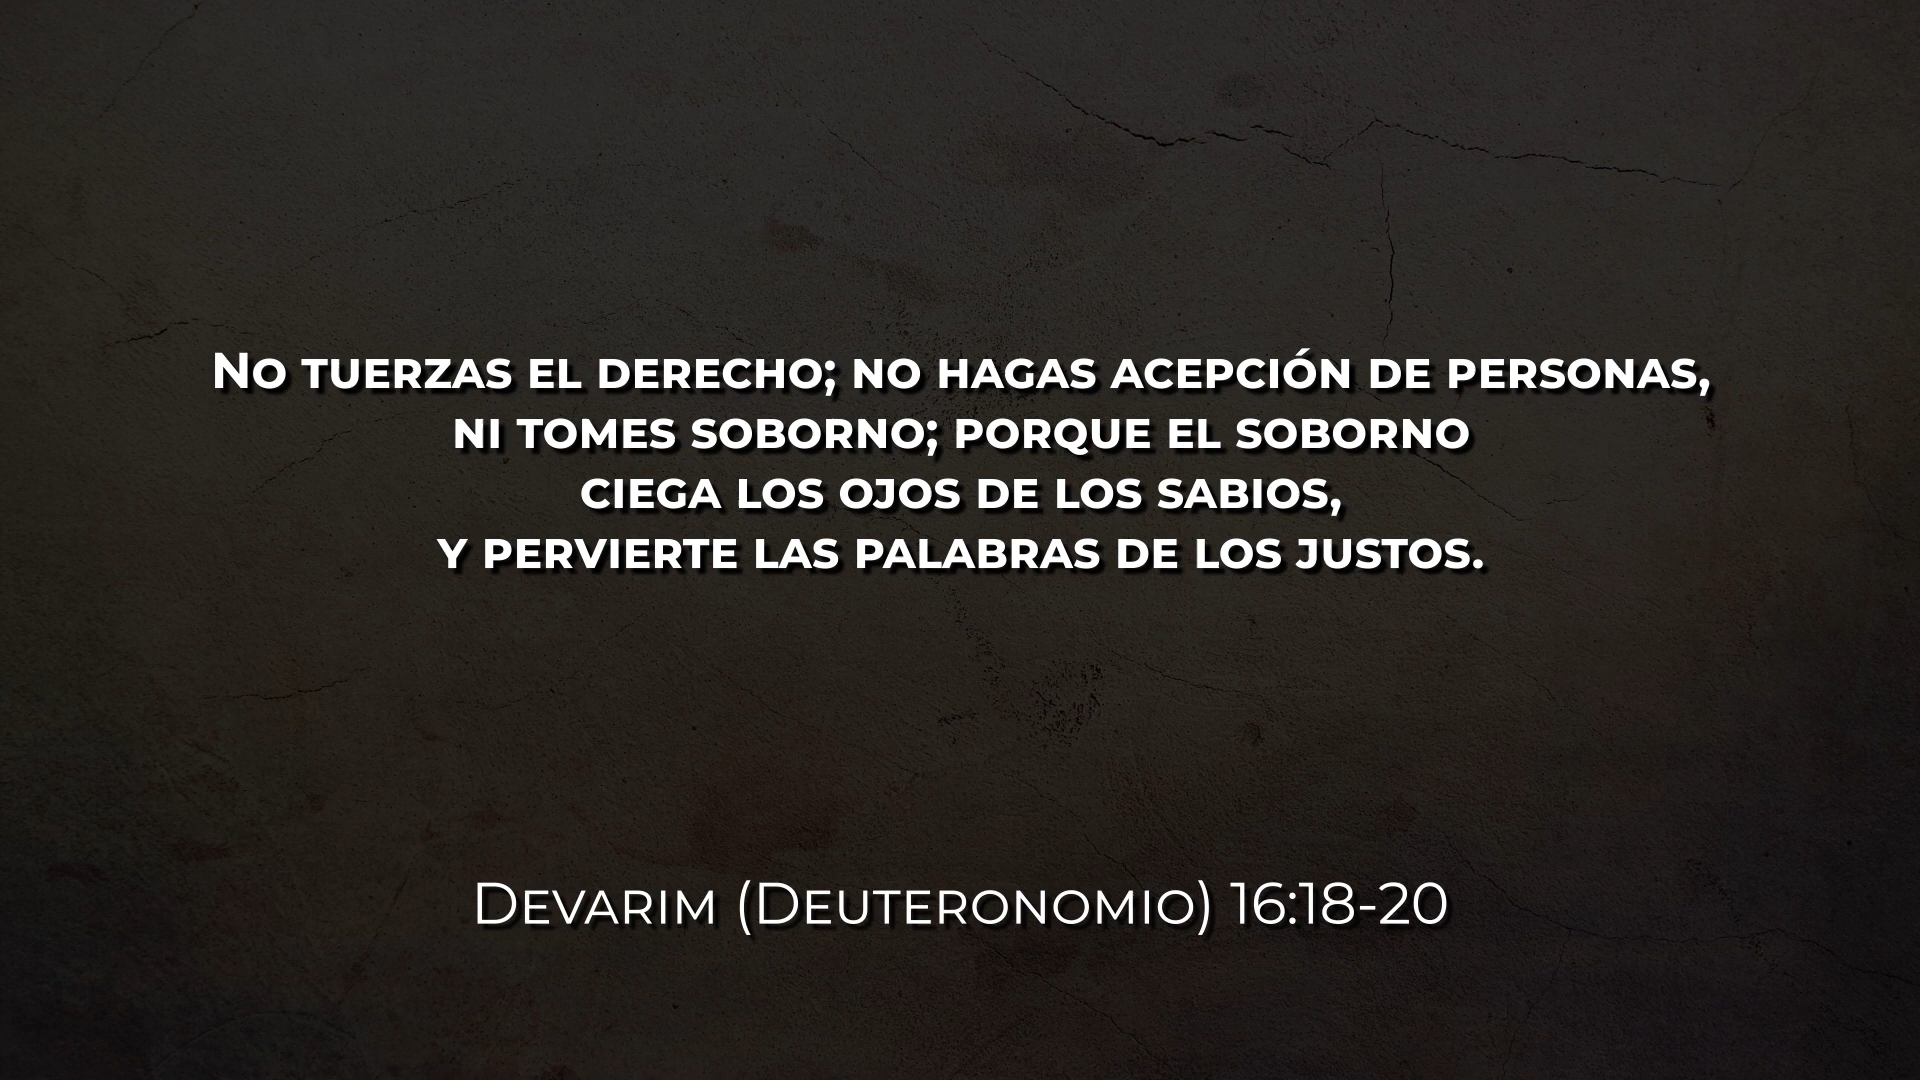 No tuerzas el derecho; no hagas acepción de personas,
ni tomes soborno; porque el soborno
ciega los ojos de los sabios,
y pervierte las palabras de los justos.
Devarim (Deuteronomio) 16:18-20